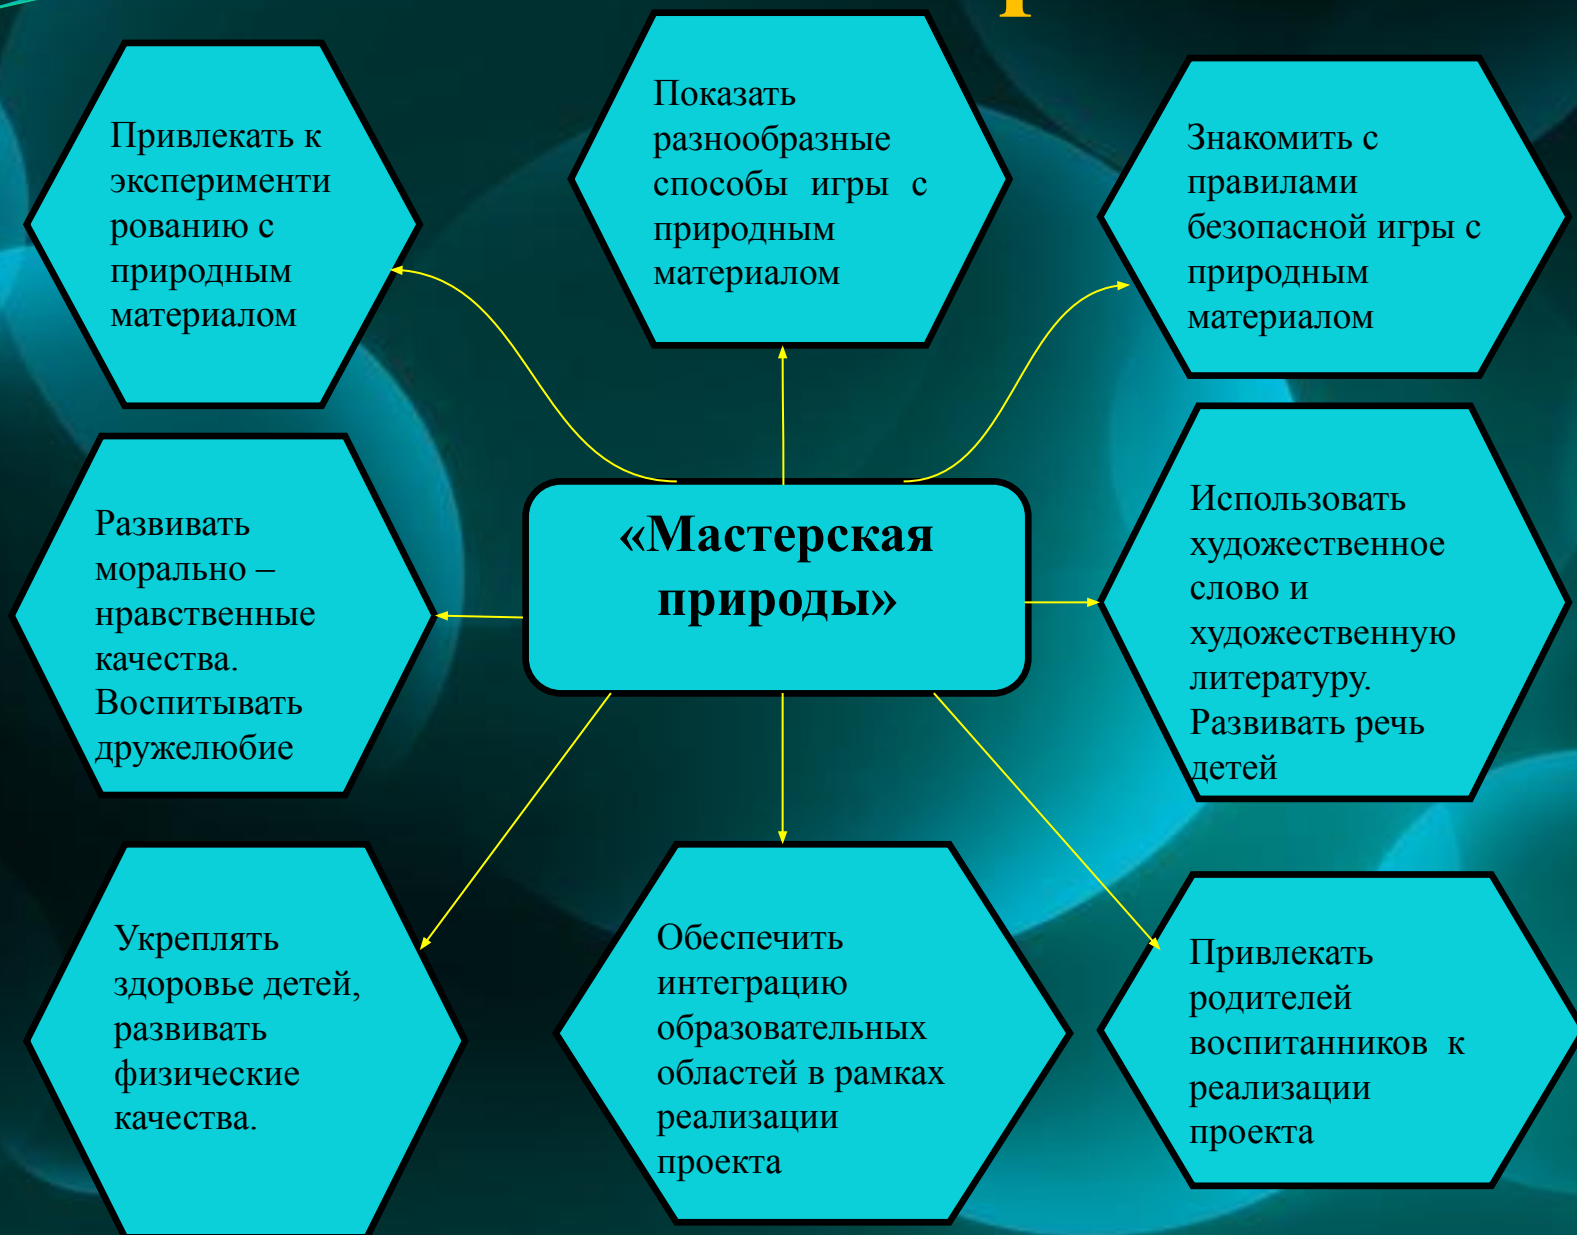 Привлекать к
эксперименти
рованию с
природным
материалом
Показать
разнообразные
способы игры с
природным
материалом
Знакомить с
правилами
безопасной игры с
природным
материалом
Развивать
морально –
нравственные
качества.
Воспитывать
дружелюбие
«Мастерская
природы»
Использовать
художественное
слово и
художественную
литературу.
Развивать речь
детей
Укреплять
здоровье детей,
развивать
физические
качества.
Обеспечить
интеграцию
образовательных
областей в рамках
реализации
проекта
Привлекать
родителей
воспитанников к
реализации
проекта